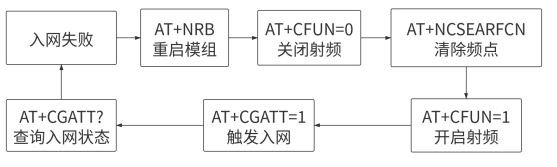 入网失败
AT+NRB
重启模组
AT+CFUN=0
关闭射频
AT+NCSEARFCN
清除频点
AT+CFUN=1
开启射频
AT+CGATT=1
触发入网
AT+CGATT?
查询入网状态